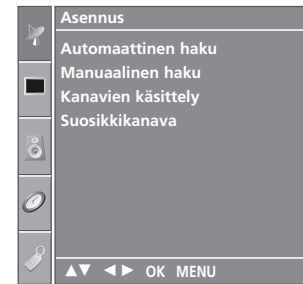 Asennus
Automaattinen haku
Manuaalinen haku
Kanavien käsittely
Suosikkikanava
▲▼ ◄► OK MENU